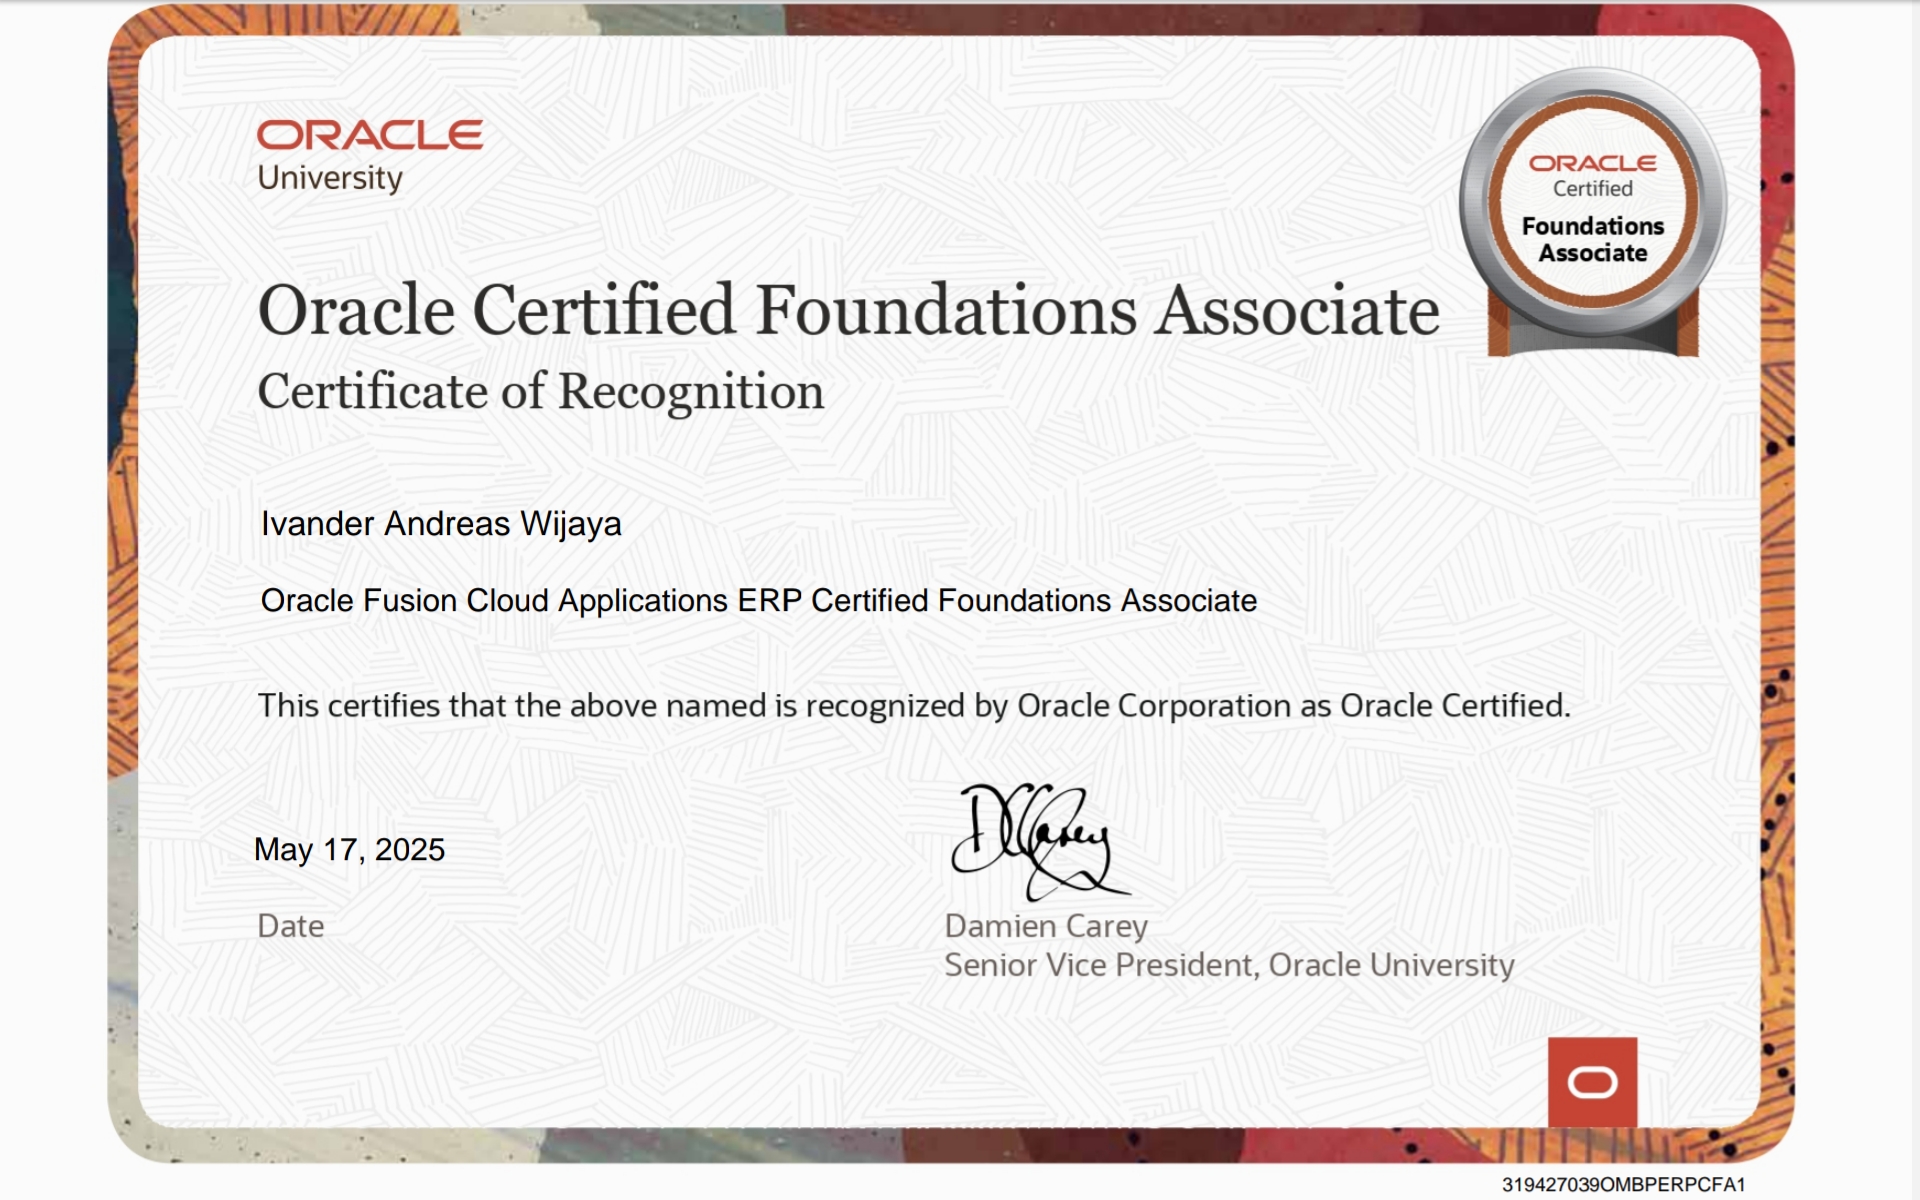 ORACLE
University
ORACLE
Certified
Foundations
Associate
Oracle Certified Foundations Associate
Certificate of Recognition
Ivander Andreas Wijaya
Oracle Fusion Cloud Applications ERP Certified Foundations Associate
This certifies that the above named is recognized by Oracle Corporation as Oracle Certified.
May 17, 2025
Date
DCCarey
Damien Carey
Senior Vice President, Oracle University
319427039OMBPERPCFA1